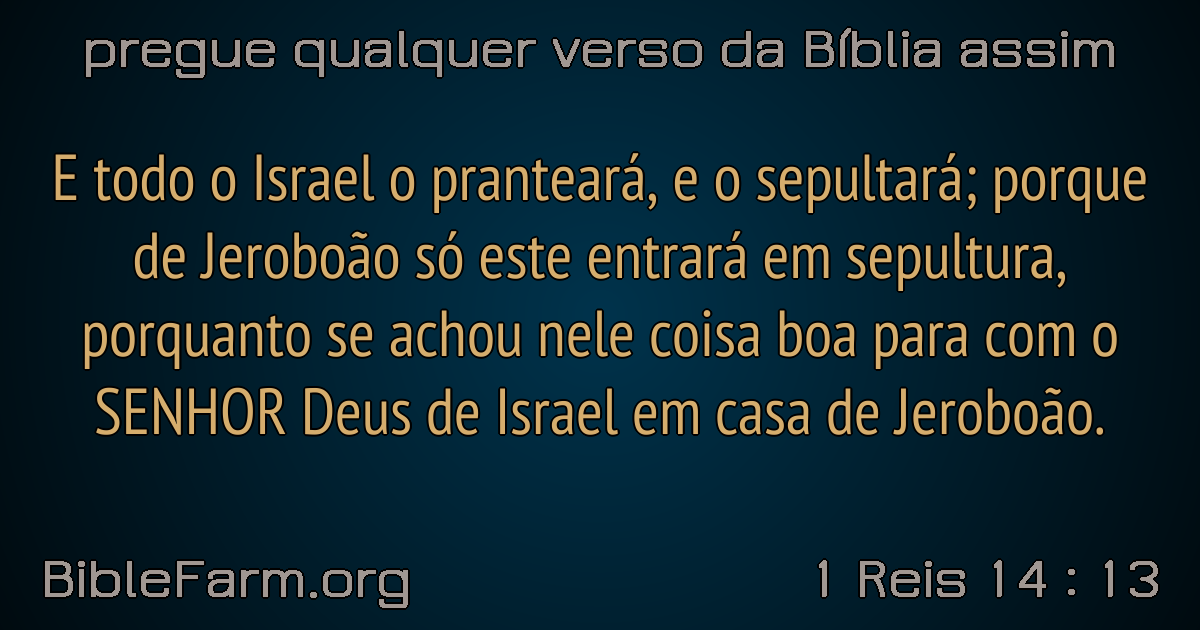 pregue qualquer verso da Bíblia assim
E todo o Israel o pranteará, e o sepultará; porque
de Jeroboão só este entrará em sepultura,
porquanto se achou nele coisa boa para com o
SENHOR Deus de Israel em casa de Jeroboão.
BibleFarm.org
1 Reis 14 : 13